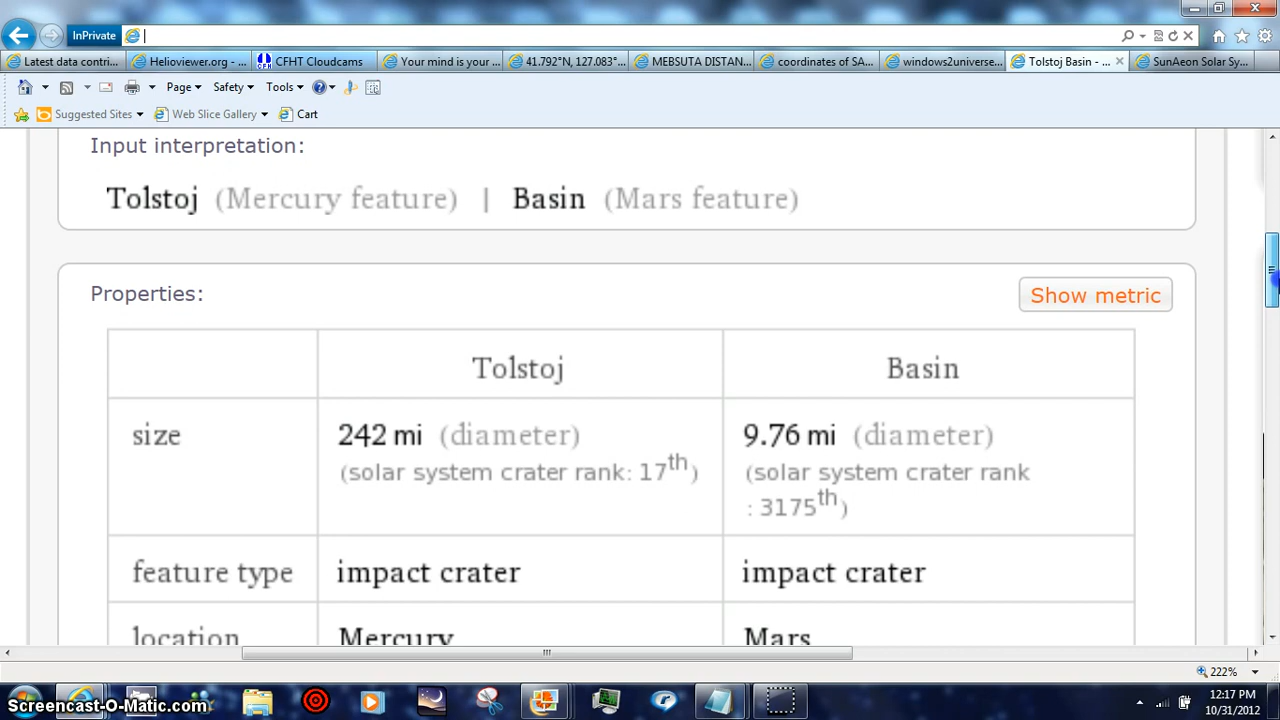 InPrivate
Latest data contri...
Helioviewer.org - ...
CFHT Cloudcams
Your mind is your ...
41.792°N, 127.083°...
MEBSUTA DISTAN...
coordinates of SA...
windows2universe...
Tolstoj Basin - ...
SunAeon Solar Sy...
Page
Safety
Tools
Suggested Sites
Web Slice Gallery
Cart
Input interpretation:
Tolstoj (Mercury feature) | Basin (Mars feature)
Properties:
Show metric
Tolstoj
Basin
size
242 mi (diameter)
(solar system crater rank: 17th)
9.76 mi (diameter)
(solar system crater rank
: 3175th)
feature type
impact crater
impact crater
location
Mercury
Mars
222%
Screencast-O-Matic.com
12:17 PM
10/31/2012